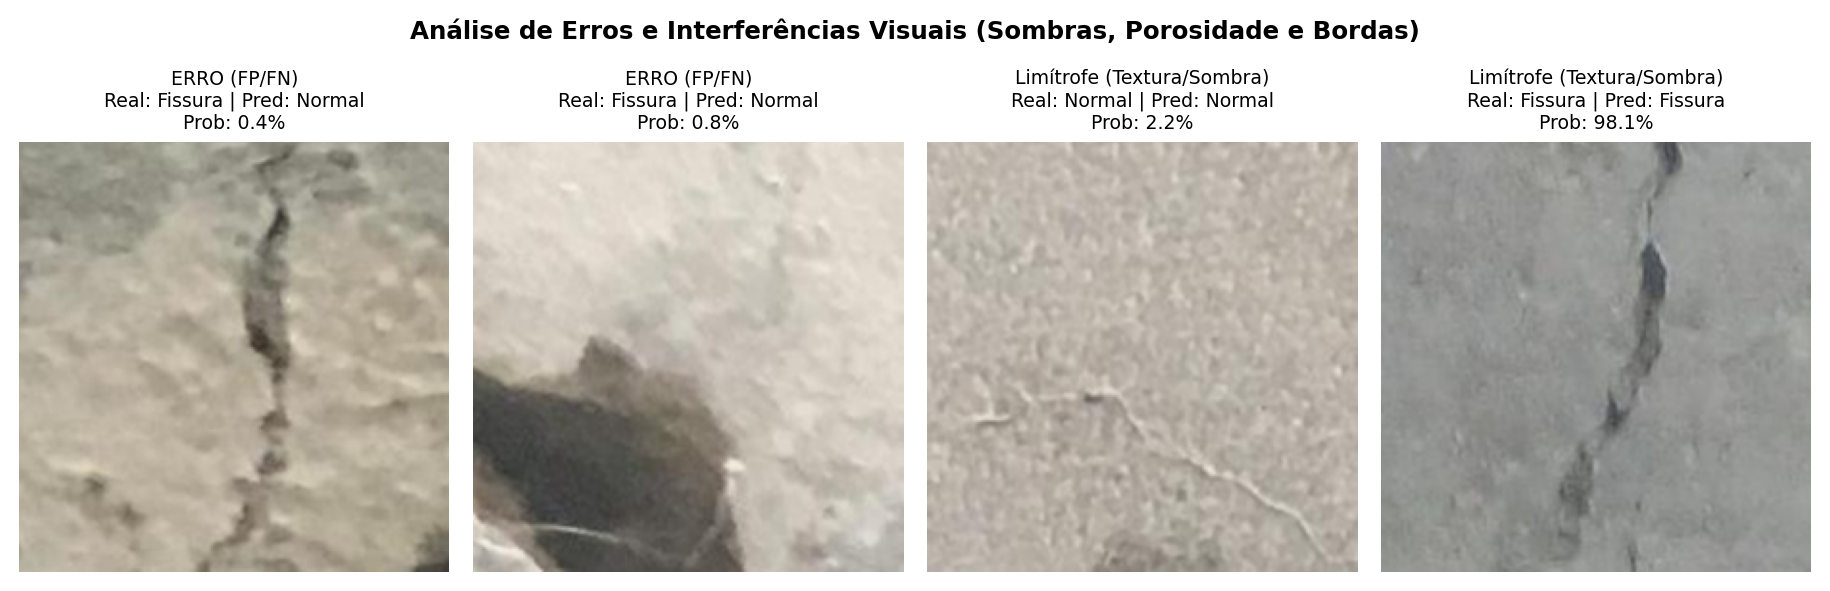 Análise de Erros e Interferências Visuais (Sombras, Porosidade e Bordas)
ERRO (FP/FN)
Real: Fissura | Pred: Normal
Prob: 0.4%
ERRO (FP/FN)
Real: Fissura | Pred: Normal
Prob: 0.8%
Limítrofe (Textura/Sombra)
Real: Normal | Pred: Normal
Prob: 2.2%
Limítrofe (Textura/Sombra)
Real: Fissura | Pred: Fissura
Prob: 98.1%